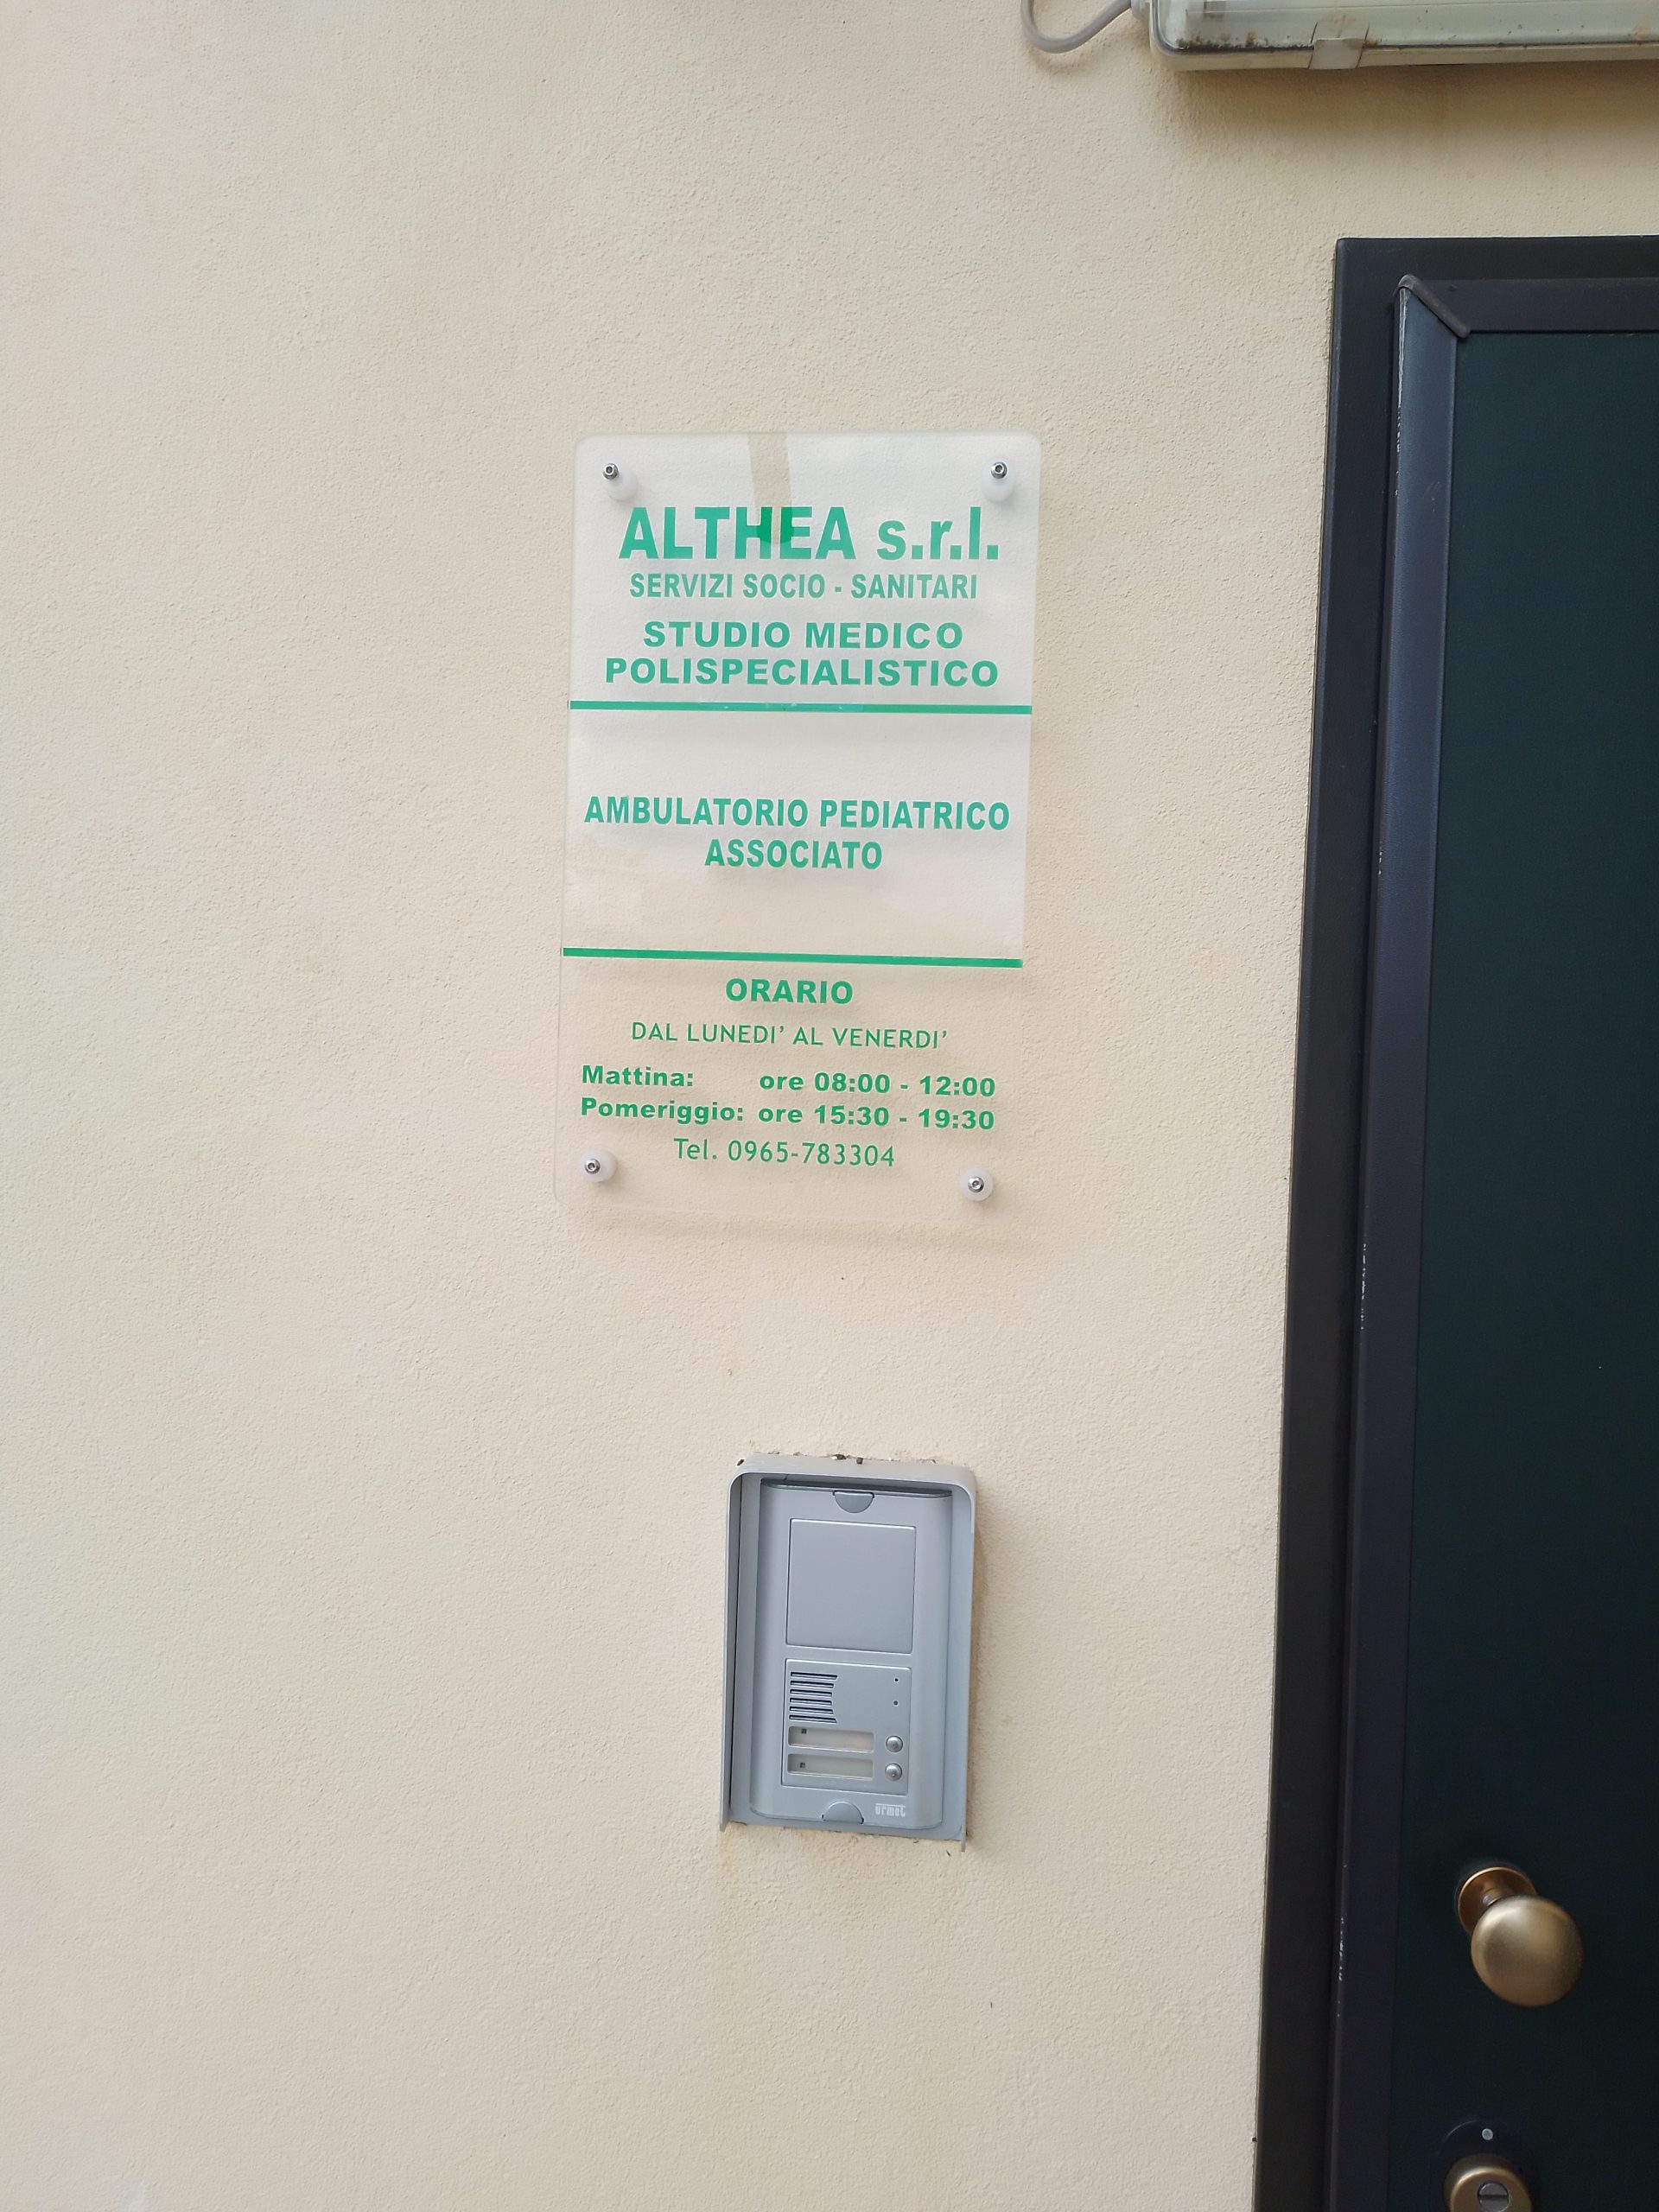 ALTHEA s.r.l.
SERVIZI SOCIO - SANITARI
STUDIO MEDICO
POLISPECIALISTICO
AMBULATORIO PEDIATRICO
ASSOCIATO
ORARIO
DAL LUNEDI' AL VENERDI'
Mattina: ore 08:00 - 12:00
Pomeriggio: ore 15:30 - 19:30
Tel. 0965-783304
urmet